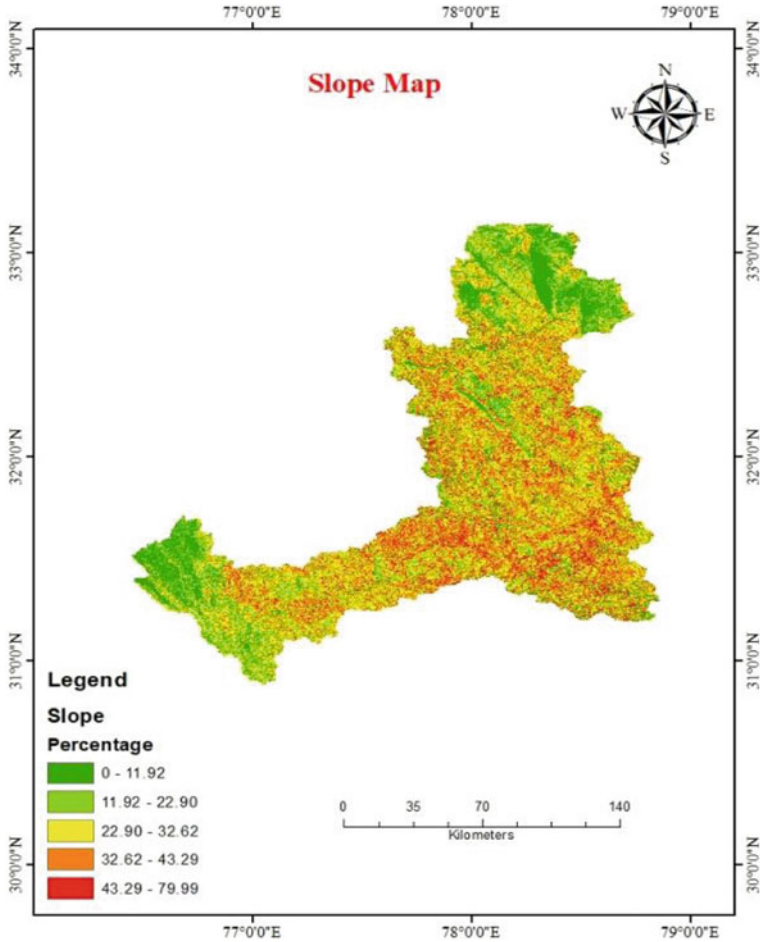 77°0'0"E 78°0'0"E 79°0'0"E
34°0'0"N 34°0'0"N
Slope Map
N
W E
S
33°0'0"N 33°0'0"N
32°0'0"N 32°0'0"N
31°0'0"N 31°0'0"N
Legend
Slope
Percentage
0 - 11.92
11.92 - 22.90
22.90 - 32.62
32.62 - 43.29
43.29 - 79.99
0 35 70 140
Kilometers
30°0'0"N 30°0'0"N
77°0'0"E 78°0'0"E 79°0'0"E